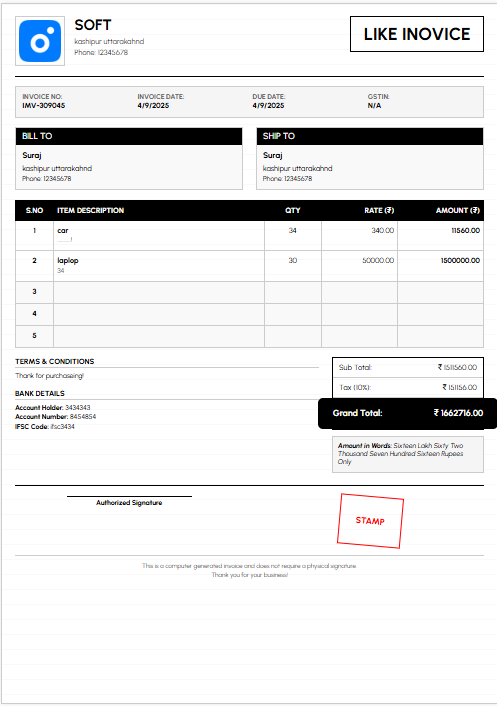 SOFT
kashipur uttarakahnd
Phone: 12345678
LIKE INOVICE
INVOICE NO: INVOICE DATE: DUE DATE: GSTIN:
IMV-309045 4/9/2025 4/9/2025 N/A
BILL TO SHIP TO
Suraj Suraj
kashipur uttarakahnd kashipur uttarakahnd
Phone: 12345678 Phone: 12345678
S.NO ITEM DESCRIPTION QTY RATE (₹) AMOUNT (₹)
1 car 34 340.00 11560.00
2 laplop 30 50000.00 1500000.00
34
3
4
5
TERMS & CONDITIONS
Thank for purchaseing!
BANK DETAILS
Account Holder: 3434343
Account Number: 8454854
IFSC Code: ifsc3434
Sub Total: ₹ 1511560.00
Tax (10%): ₹ 151156.00
Grand Total: ₹ 1662716.00
Amount in Words: Sixteen Lakh Sixty Two
Thousand Seven Hundred Sixteen Rupees
Only
Authorized Signature
STAMP
This is a computer generated invoice and does not require a physical signature
Thank you for your business!